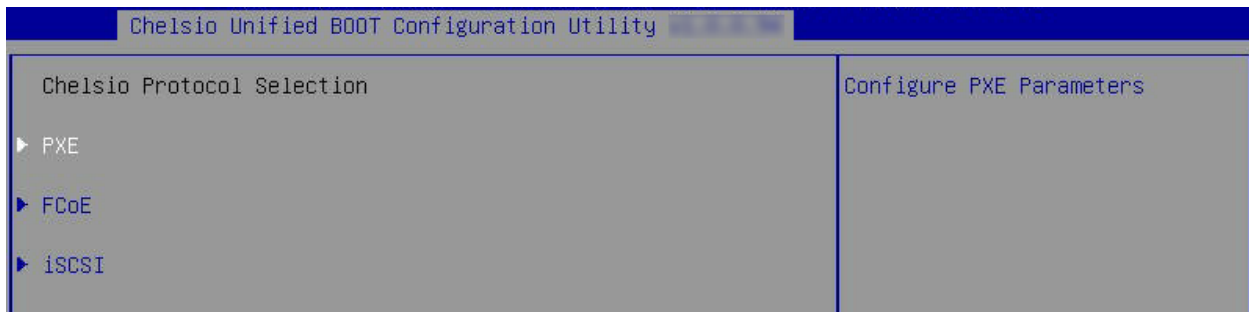 Chelsio Unified BOOT Configuration Utility
Chelsio Protocol Selection
PXE
FCoE
iSCSI
Configure PXE Parameters